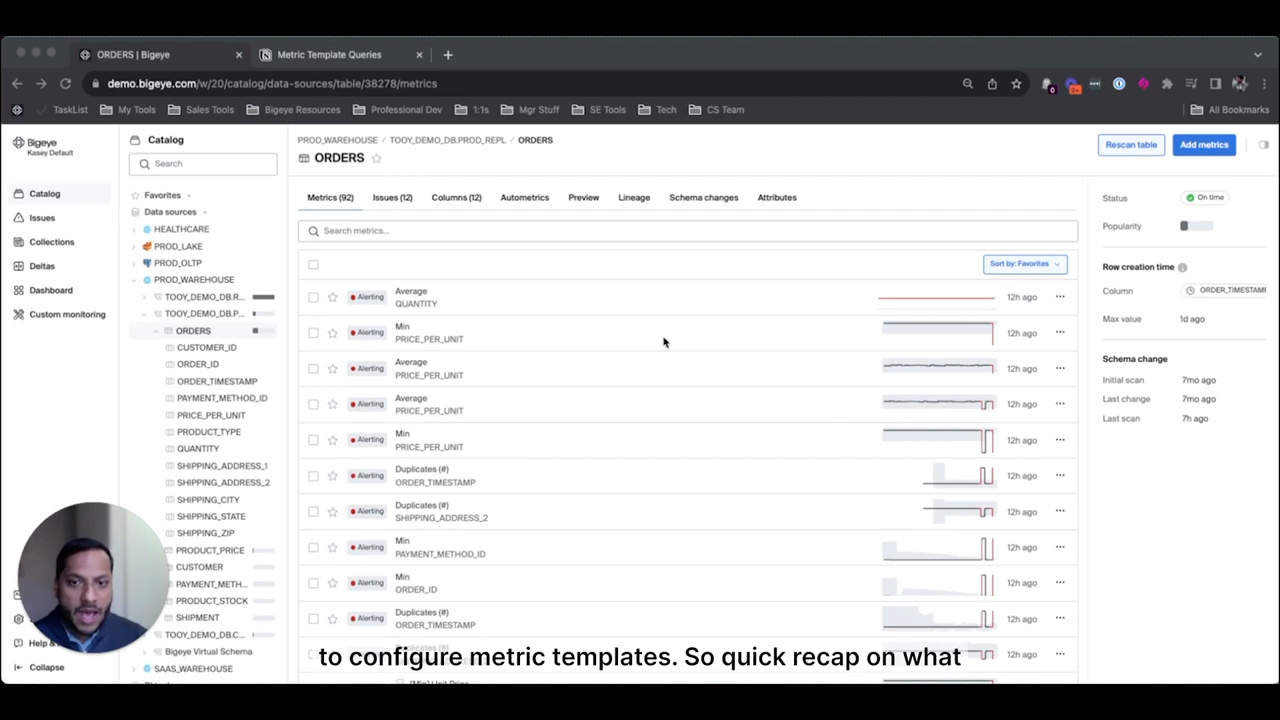 ORDERS | Bigeye
Metric Template Queries
demo.bigeye.com/w/20/catalog/data-sources/table/38278/metrics
TaskList My Tools Sales Tools Bigeye Resources Professional Dev 1:1s Mgr Stuff SE Tools Tech CS Team All Bookmarks
Bigeye
Kasey Default
Catalog
Issues
Collections
Deltas
Dashboard
Custom monitoring
Help &
Collapse
Catalog
Search
Favorites
Data sources
HEALTHCARE
PROD_LAKE
PROD_OLTP
PROD_WAREHOUSE
TOOY_DEMO_DB.R...
TOOY_DEMO_DB.P...
ORDERS
CUSTOMER_ID
ORDER_ID
ORDER_TIMESTAMP
PAYMENT_METHOD_ID
PRICE_PER_UNIT
PRODUCT_TYPE
QUANTITY
SHIPPING_ADDRESS_1
SHIPPING_ADDRESS_2
SHIPPING_CITY
SHIPPING_STATE
SHIPPING_ZIP
PRODUCT_PRICE
CUSTOMER
PAYMENT_METH...
PRODUCT_STOCK
SHIPMENT
TOOY_DEMO_DB.C...
Bigeye Virtual Schema
SAAS_WAREHOUSE
PROD_WAREHOUSE / TOOY_DEMO_DB.PROD_REPL / ORDERS
ORDERS
Rescan table
Add metrics
Metrics (92) Issues (12) Columns (12) Autometrics Preview Lineage Schema changes Attributes
Search metrics...
Sort by: Favorites
Alerting Average 12h ago
QUANTITY
Alerting Min 12h ago
PRICE_PER_UNIT
Alerting Average 12h ago
PRICE_PER_UNIT
Alerting Average 12h ago
PRICE_PER_UNIT
Alerting Min 12h ago
PRICE_PER_UNIT
Alerting Duplicates (#) 12h ago
ORDER_TIMESTAMP
Alerting Duplicates (#) 12h ago
SHIPPING_ADDRESS_2
Alerting Min 12h ago
PAYMENT_METHOD_ID
Alerting Min 12h ago
ORDER_ID
Alerting Duplicates (#) 12h ago
ORDER_TIMESTAMP
12h ago
Status On time
Popularity
Row creation time
Column ORDER_TIMESTAMP
Max value 1d ago
Schema change
Initial scan 7mo ago
Last change 7mo ago
Last scan 7h ago
to configure metric templates. So quick recap on what